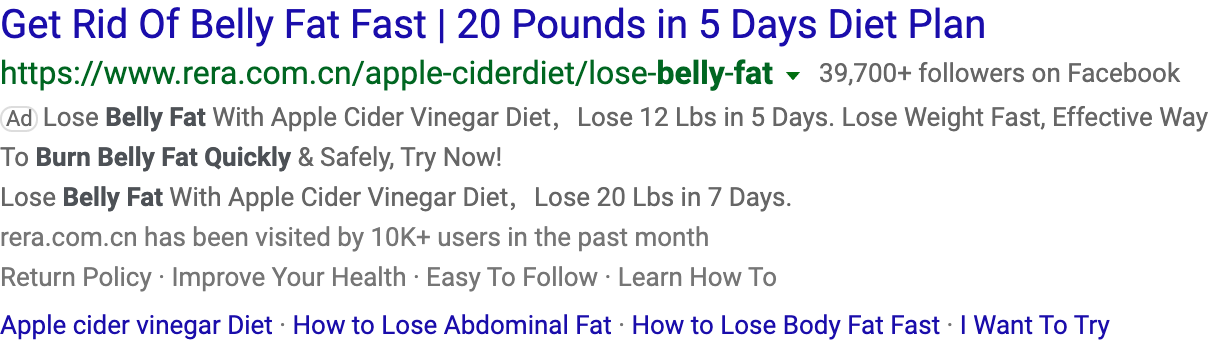 Get Rid Of Belly Fat Fast | 20 Pounds in 5 Days Diet Plan
https://www.rera.com.cn/apple-ciderdiet/lose-belly-fat 39,700+ followers on Facebook
Ad Lose Belly Fat With Apple Cider Vinegar Diet，Lose 12 Lbs in 5 Days. Lose Weight Fast, Effective Way
To Burn Belly Fat Quickly & Safely, Try Now!
Lose Belly Fat With Apple Cider Vinegar Diet，Lose 20 Lbs in 7 Days.
rera.com.cn has been visited by 10K+ users in the past month
Return Policy · Improve Your Health · Easy To Follow · Learn How To
Apple cider vinegar Diet · How to Lose Abdominal Fat · How to Lose Body Fat Fast · I Want To Try